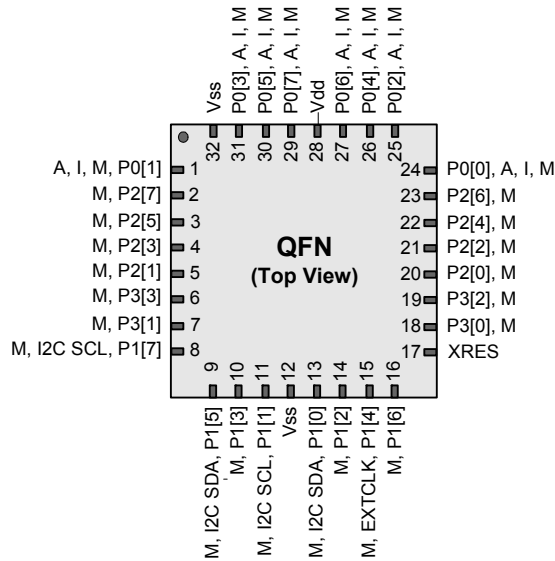 Vss
P0[3], A, I, M
P0[5], A, I, M
P0[7], A, I, M
Vdd
P0[6], A, I, M
P0[4], A, I, M
P0[2], A, I, M
32
31
30
29
28
27
26
25
A, I, M, P0[1]
1
M, P2[7]
2
M, P2[5]
3
M, P2[3]
4
M, P2[1]
5
M, P3[3]
6
M, P3[1]
7
M, I2C SCL, P1[7]
8
QFN
(Top View)
24
P0[0], A, I, M
23
P2[6], M
22
P2[4], M
21
P2[2], M
20
P2[0], M
19
P3[2], M
18
P3[0], M
17
XRES
9
10
11
12
13
14
15
16
M, I2C SDA, P1[5]
M, P1[3]
M, I2C SCL, P1[1]
Vss
M, I2C SDA, P1[0]
M, P1[2]
M, EXTCLK, P1[4]
M, P1[6]